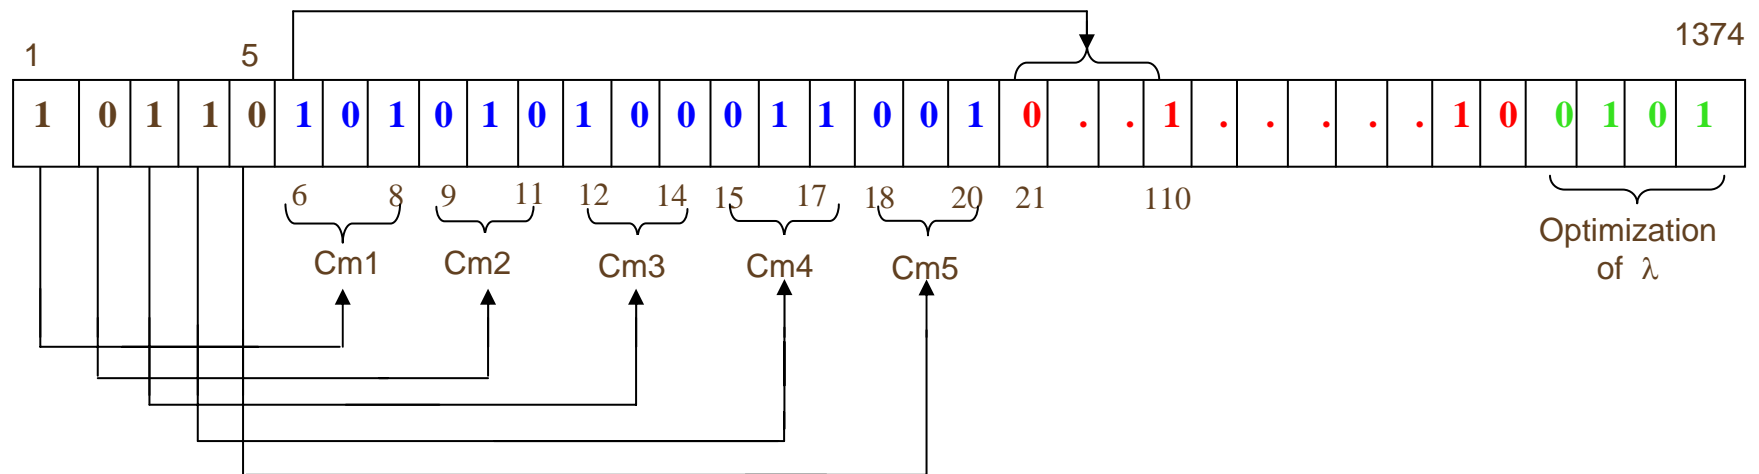 1 5 1374
1 0 1 1 0 1 0 1 0 1 0 1 0 0 0 1 1 0 0 1 0 . . 1 . . . . . 1 0 0 1 0 1
6 8 9 11 12 14 15 17 18 20 21 110
Cm1 Cm2 Cm3 Cm4 Cm5
Optimization
of λ